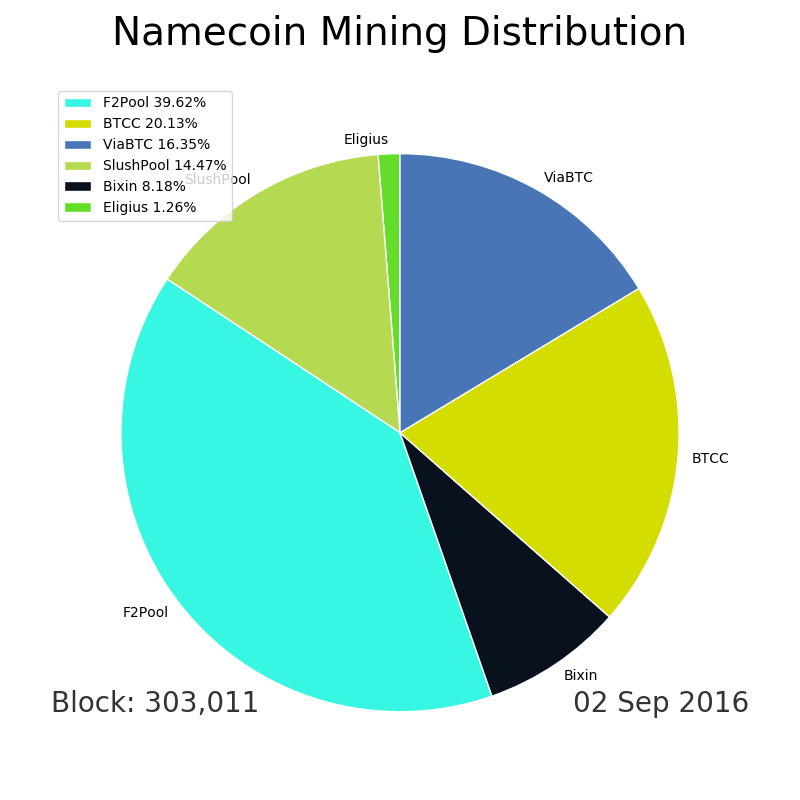 Namecoin Mining Distribution
F2Pool 39.62%
BTCC 20.13%
ViaBTC 16.35%
SlushPool 14.47%
Bixin 8.18%
Eligius 1.26%
Eligius
SlushPool
ViaBTC
BTCC
F2Pool
Bixin
Block: 303,011
02 Sep 2016